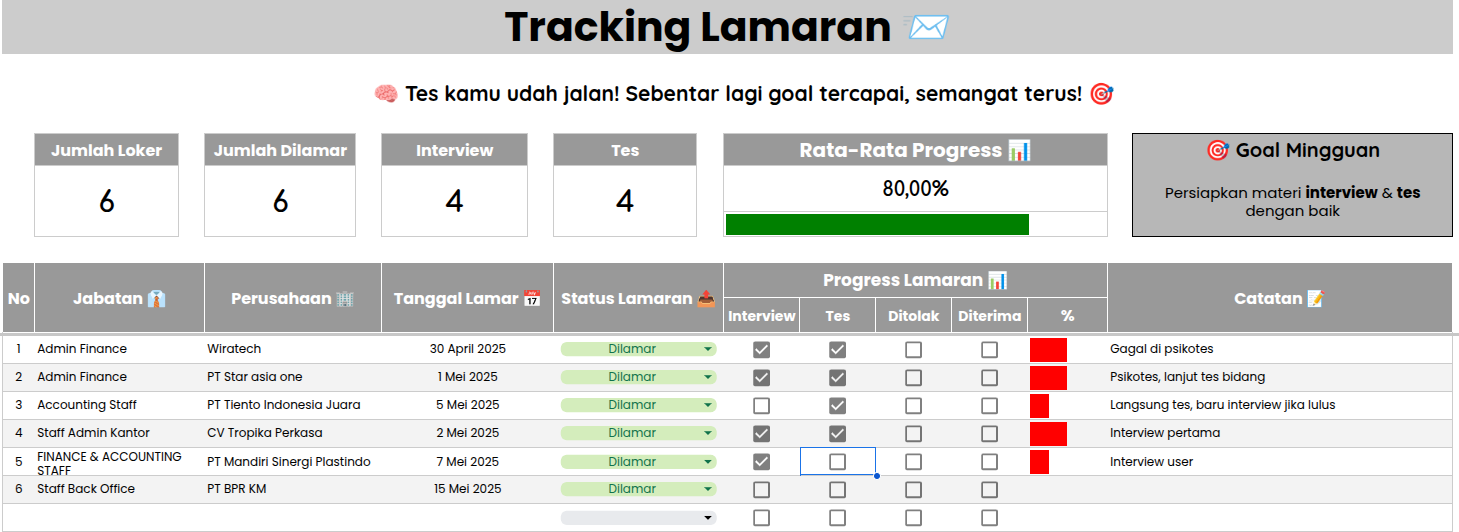 Tracking Lamaran 📨
🧠 Tes kamu udah jalan! Sebentar lagi goal tercapai, semangat terus! 🎯
Jumlah Loker
6
Jumlah Dilamar
6
Interview
4
Tes
4
Rata-Rata Progress 📊
80,00%
🎯 Goal Mingguan
Persiapkan materi interview & tes
dengan baik
No Jabatan 👔 Perusahaan 🏢 Tanggal Lamar 📅 Status Lamaran 📤 Progress Lamaran 📊 Catatan 📝
Interview Tes Ditolak Diterima %
1 Admin Finance Wiratech 30 April 2025 Dilamar Gagal di psikotes
2 Admin Finance PT Star asia one 1 Mei 2025 Dilamar Psikotes, lanjut tes bidang
3 Accounting Staff PT Tiento Indonesia Juara 5 Mei 2025 Dilamar Langsung tes, baru interview jika lulus
4 Staff Admin Kantor CV Tropika Perkasa 2 Mei 2025 Dilamar Interview pertama
5 FINANCE & ACCOUNTING STAFF PT Mandiri Sinergi Plastindo 7 Mei 2025 Dilamar Interview user
6 Staff Back Office PT BPR KM 15 Mei 2025 Dilamar